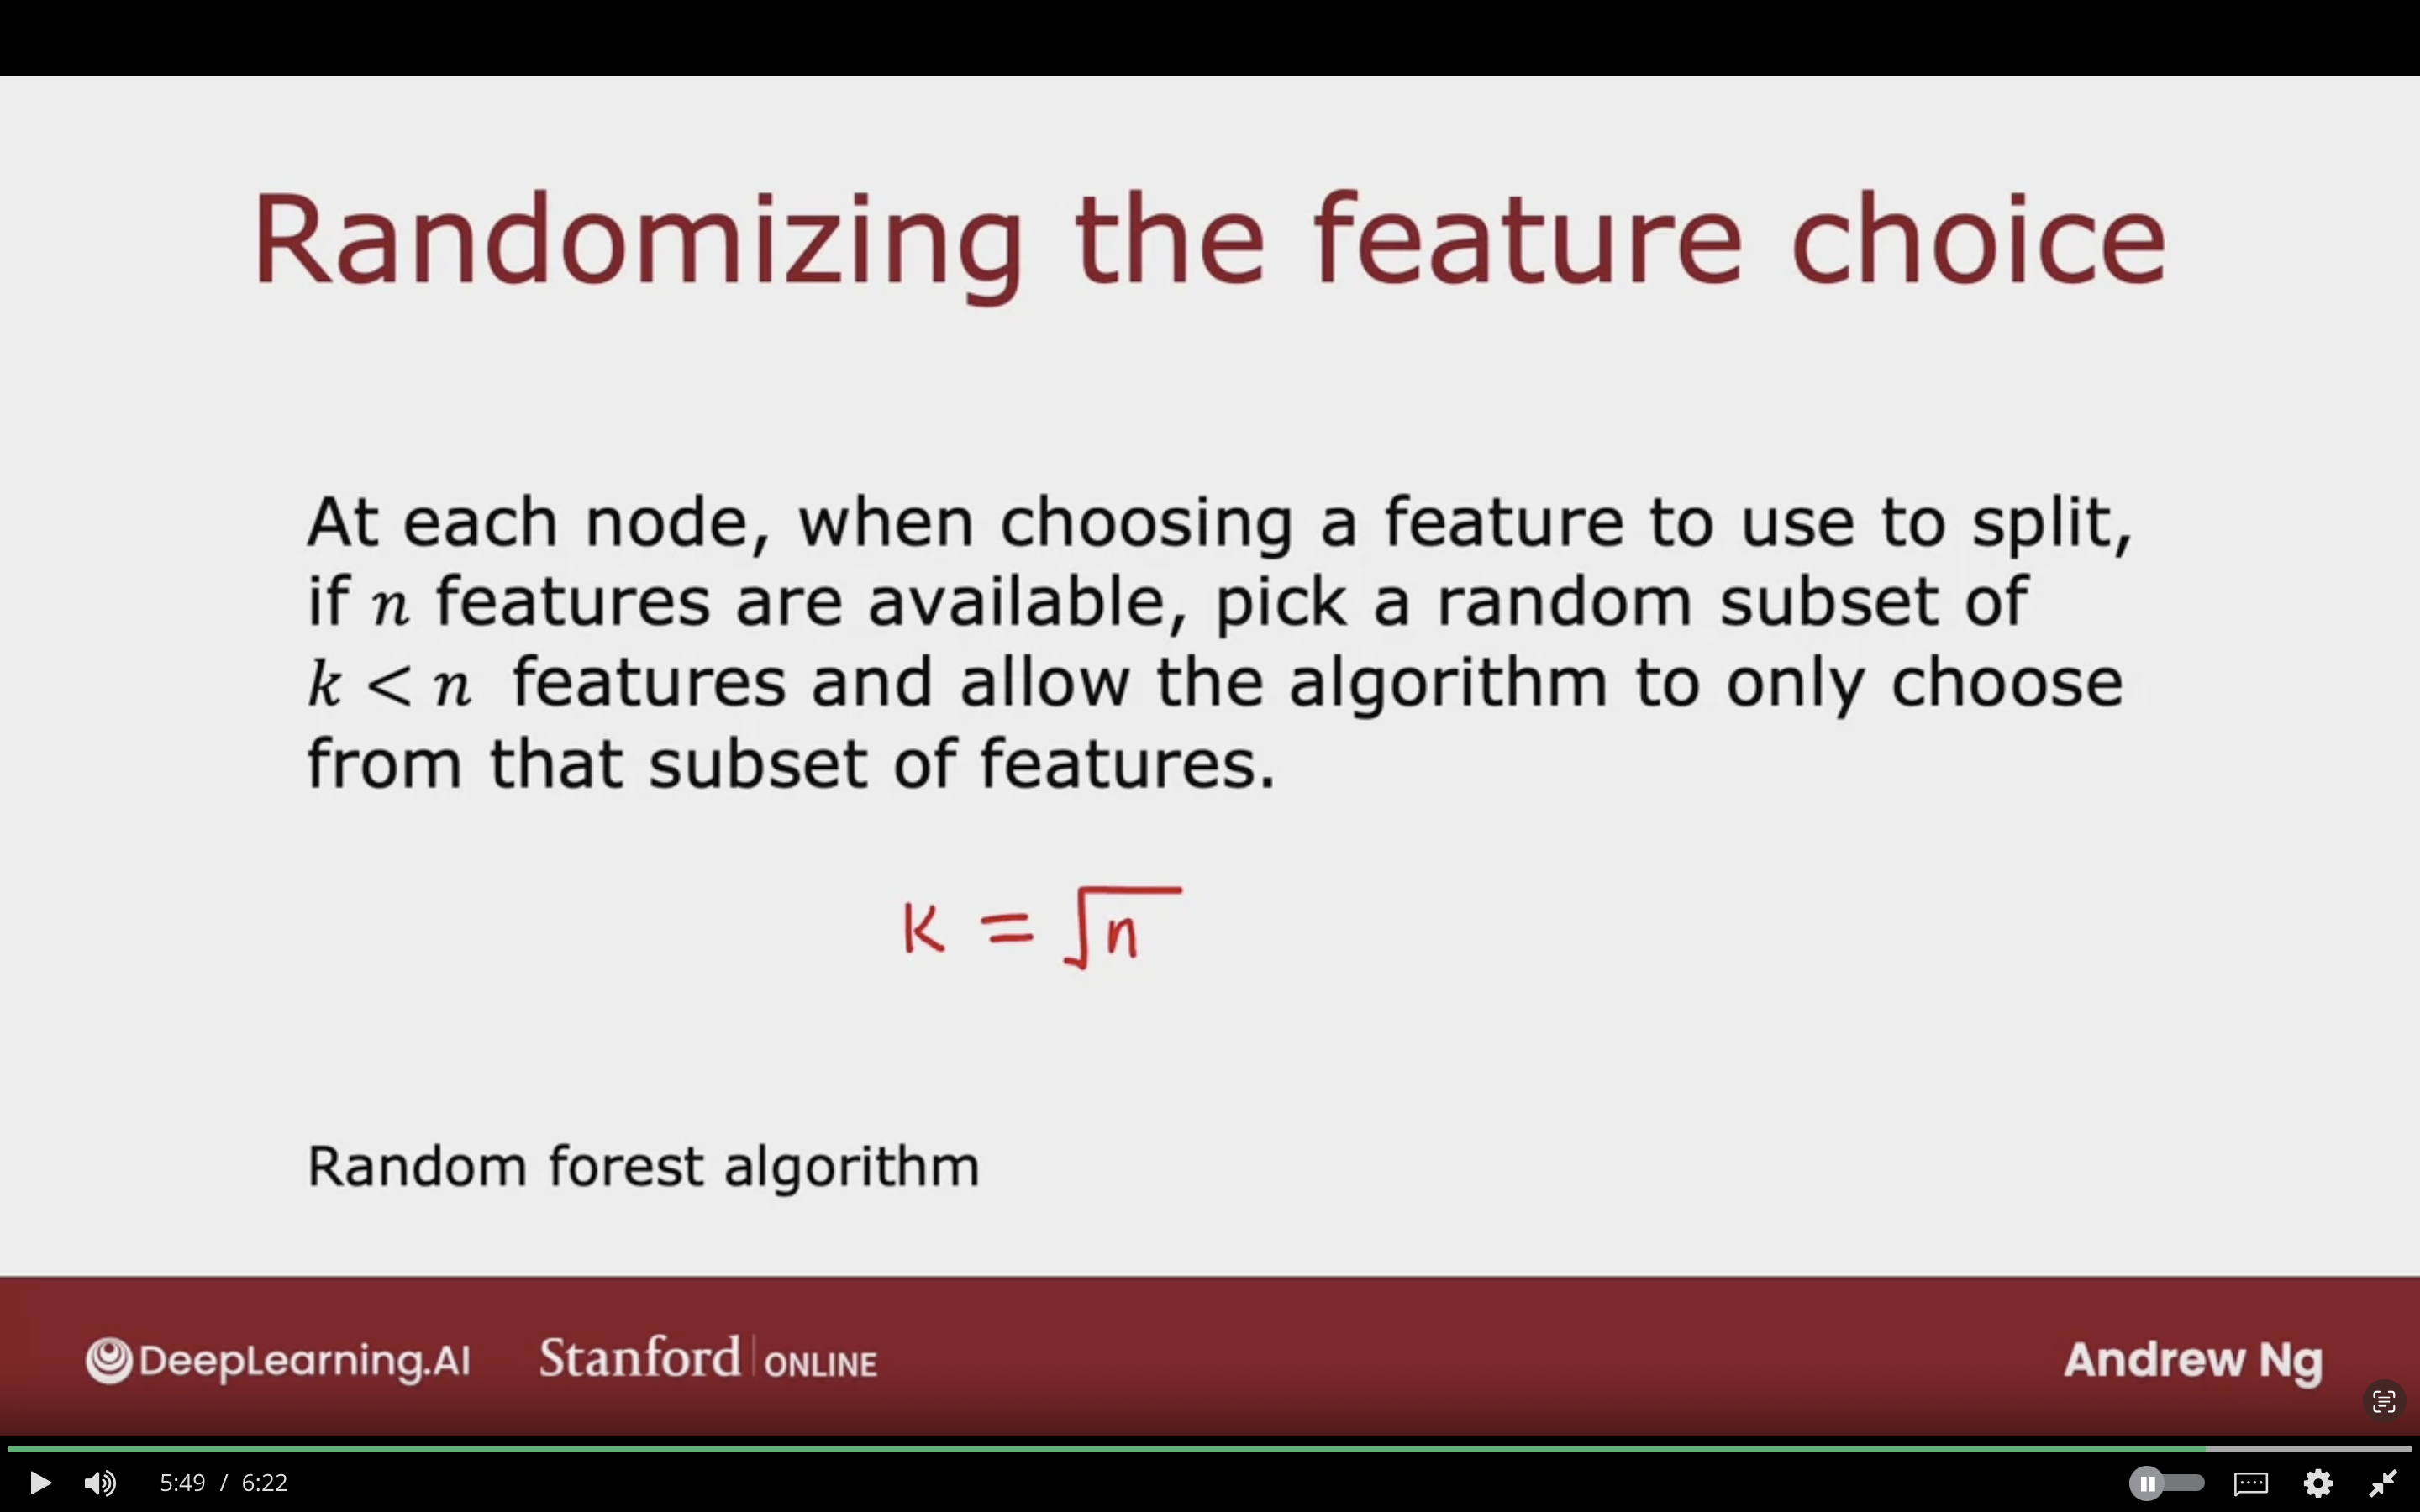 Randomizing the feature choice
At each node, when choosing a feature to use to split,
if n features are available, pick a random subset of
k < n features and allow the algorithm to only choose
from that subset of features.
K = √n
Random forest algorithm
DeepLearning.AI Stanford | ONLINE Andrew Ng
5:49 / 6:22